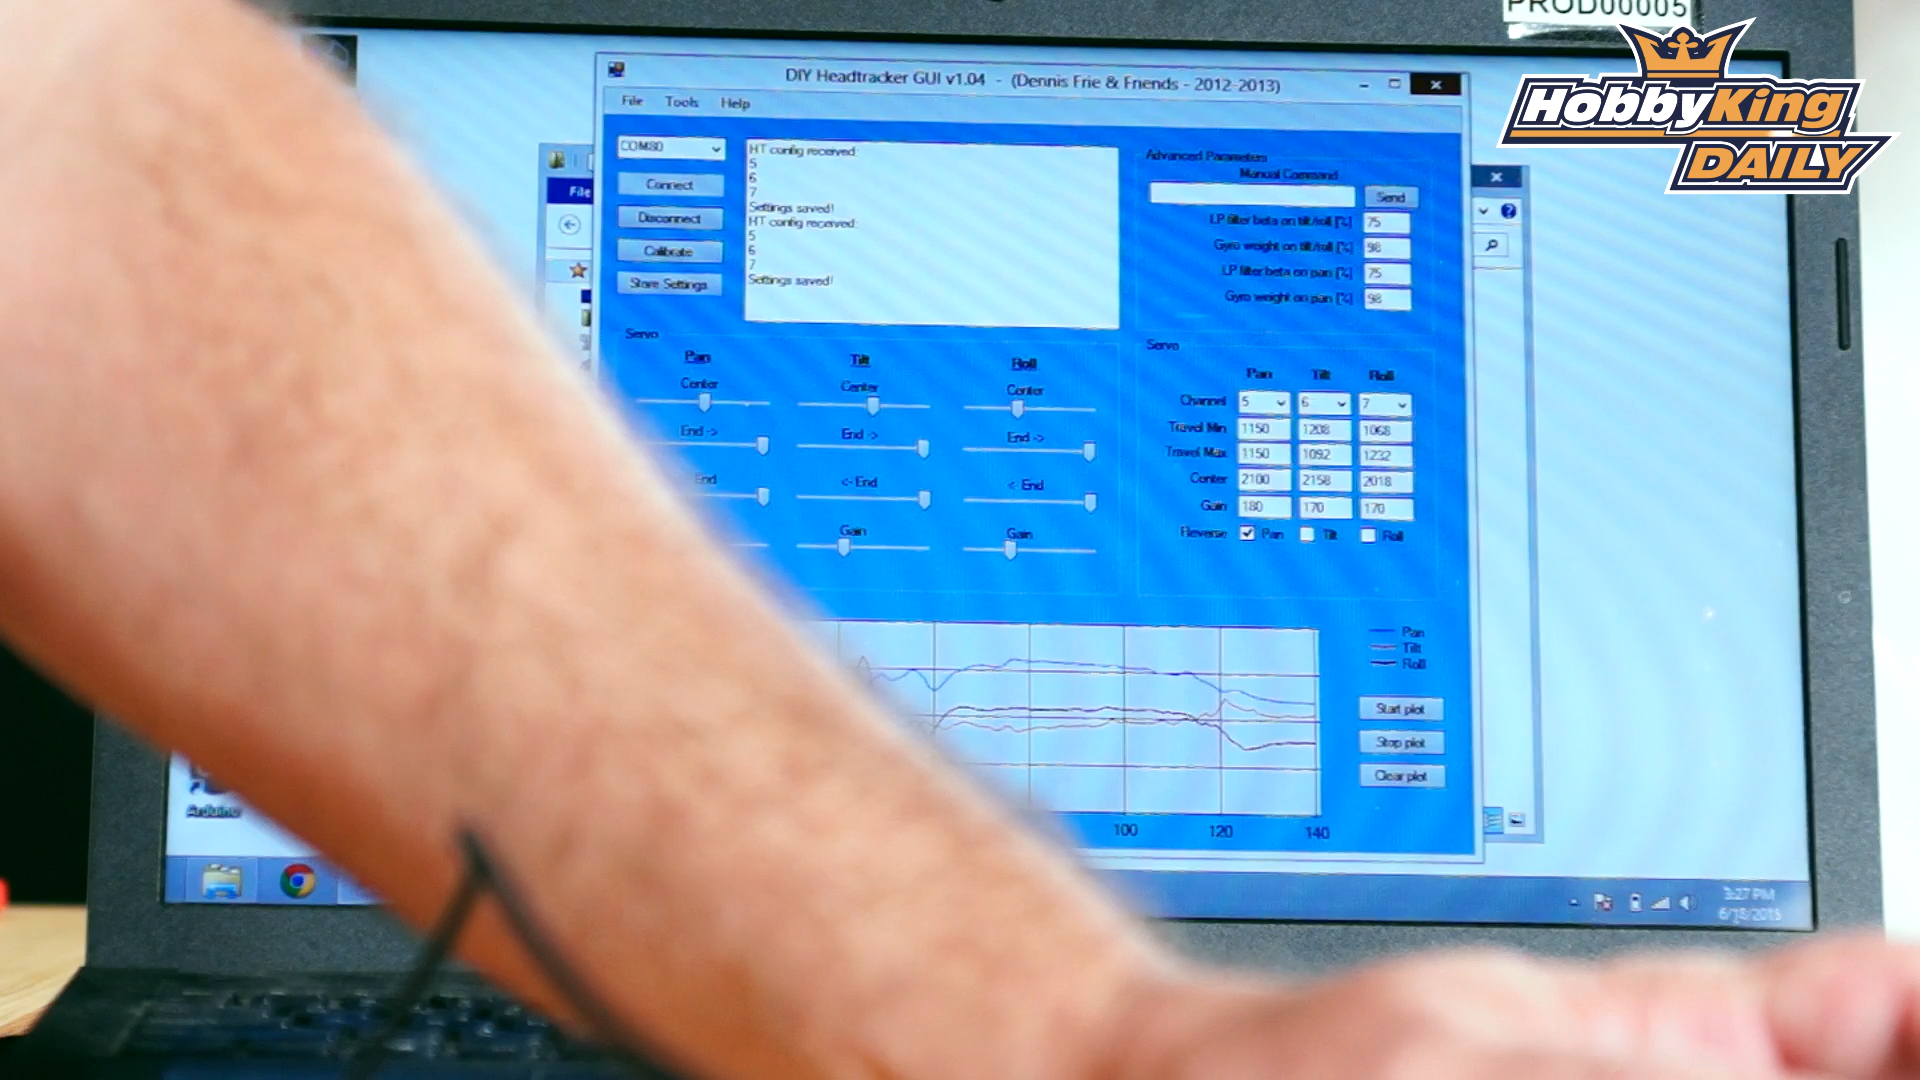 PROD00005
HobbyKing
DAILY
DIY Headtracker GUI v1.04 - (Dennis Frie & Friends - 2012-2013)
File Tools Help
COM30
Connect
Disconnect
Calibrate
Store Settings
HT config received:
5
6
7
Settings saved!
HT config received:
5
6
7
Settings saved!
Advanced Parameters
Manual Command
Send
LP filter beta on tilt/roll [%] 75
Gyro weight on tilt/roll [%] 98
LP filter beta on pan [%] 75
Gyro weight on pan [%] 98
File
Servo
Pan Tilt Roll
Center Center Center
End -> End -> End ->
End <- End <- End
Gain Gain
Servo
Pan Tilt Roll
Channel 5 6 7
Travel Min 1150 1208 1068
Travel Max 1150 1092 1232
Center 2100 2158 2018
Gain 180 170 170
Reverse Pan Tilt Roll
Pan
Tilt
Roll
Start plot
Stop plot
Clear plot
100 120 140
Arduino
3:27 PM